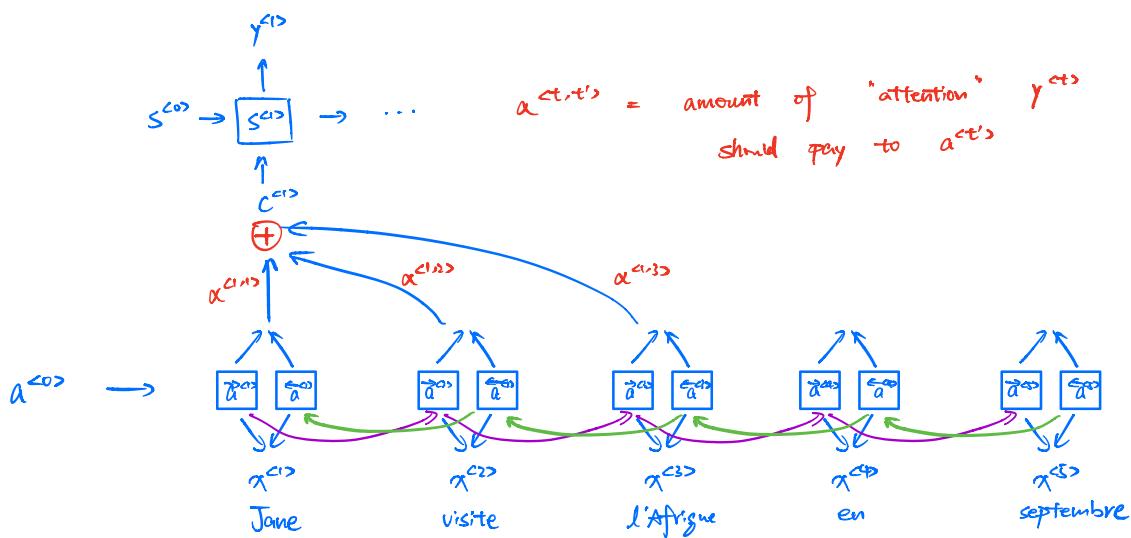 y<1>
s<0> → s<1> → ...
a<t,t'> = amount of "attention" y<t>
should pay to a<t'>
c<1>
+
α<1,1> α<1,2> α<1,3>
a<0> →
x<1> x<2> x<3> x<4> x<5>
Jane visite l'Afrique en septembre